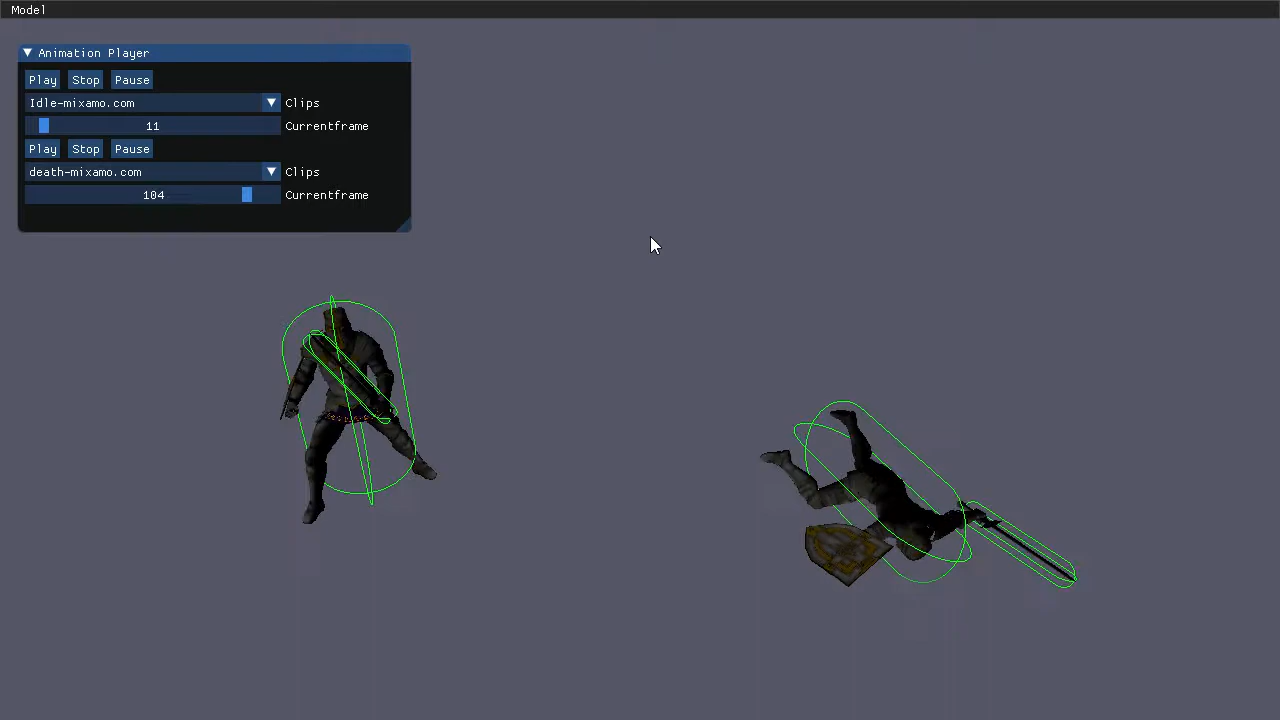 Model
Animation Player
Play Stop Pause
Idle-mixamo.com Clips
11 Currentframe
Play Stop Pause
death-mixamo.com Clips
104 Currentframe